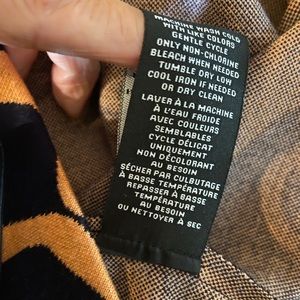 MACHINE WASH COLD
WITH LIKE COLORS
GENTLE CYCLE
ONLY NON-CHLORINE
BLEACH WHEN NEEDED
TUMBLE DRY LOW
COOL IRON IF NEEDED
OR DRY CLEAN
LAVER À LA MACHINE
À L'EAU FROIDE
AVEC COULEURS
SEMBLABLES
CYCLE DÉLICAT
UNIQUEMENT
NON DÉCOLORANT
AU BESOIN
SÉCHER PAR CULBUTAGE
À BASSE TEMPÉRATURE
REPASSER À BASSE
TEMPÉRATURE
AU BESOIN
OU NETTOYER À SEC